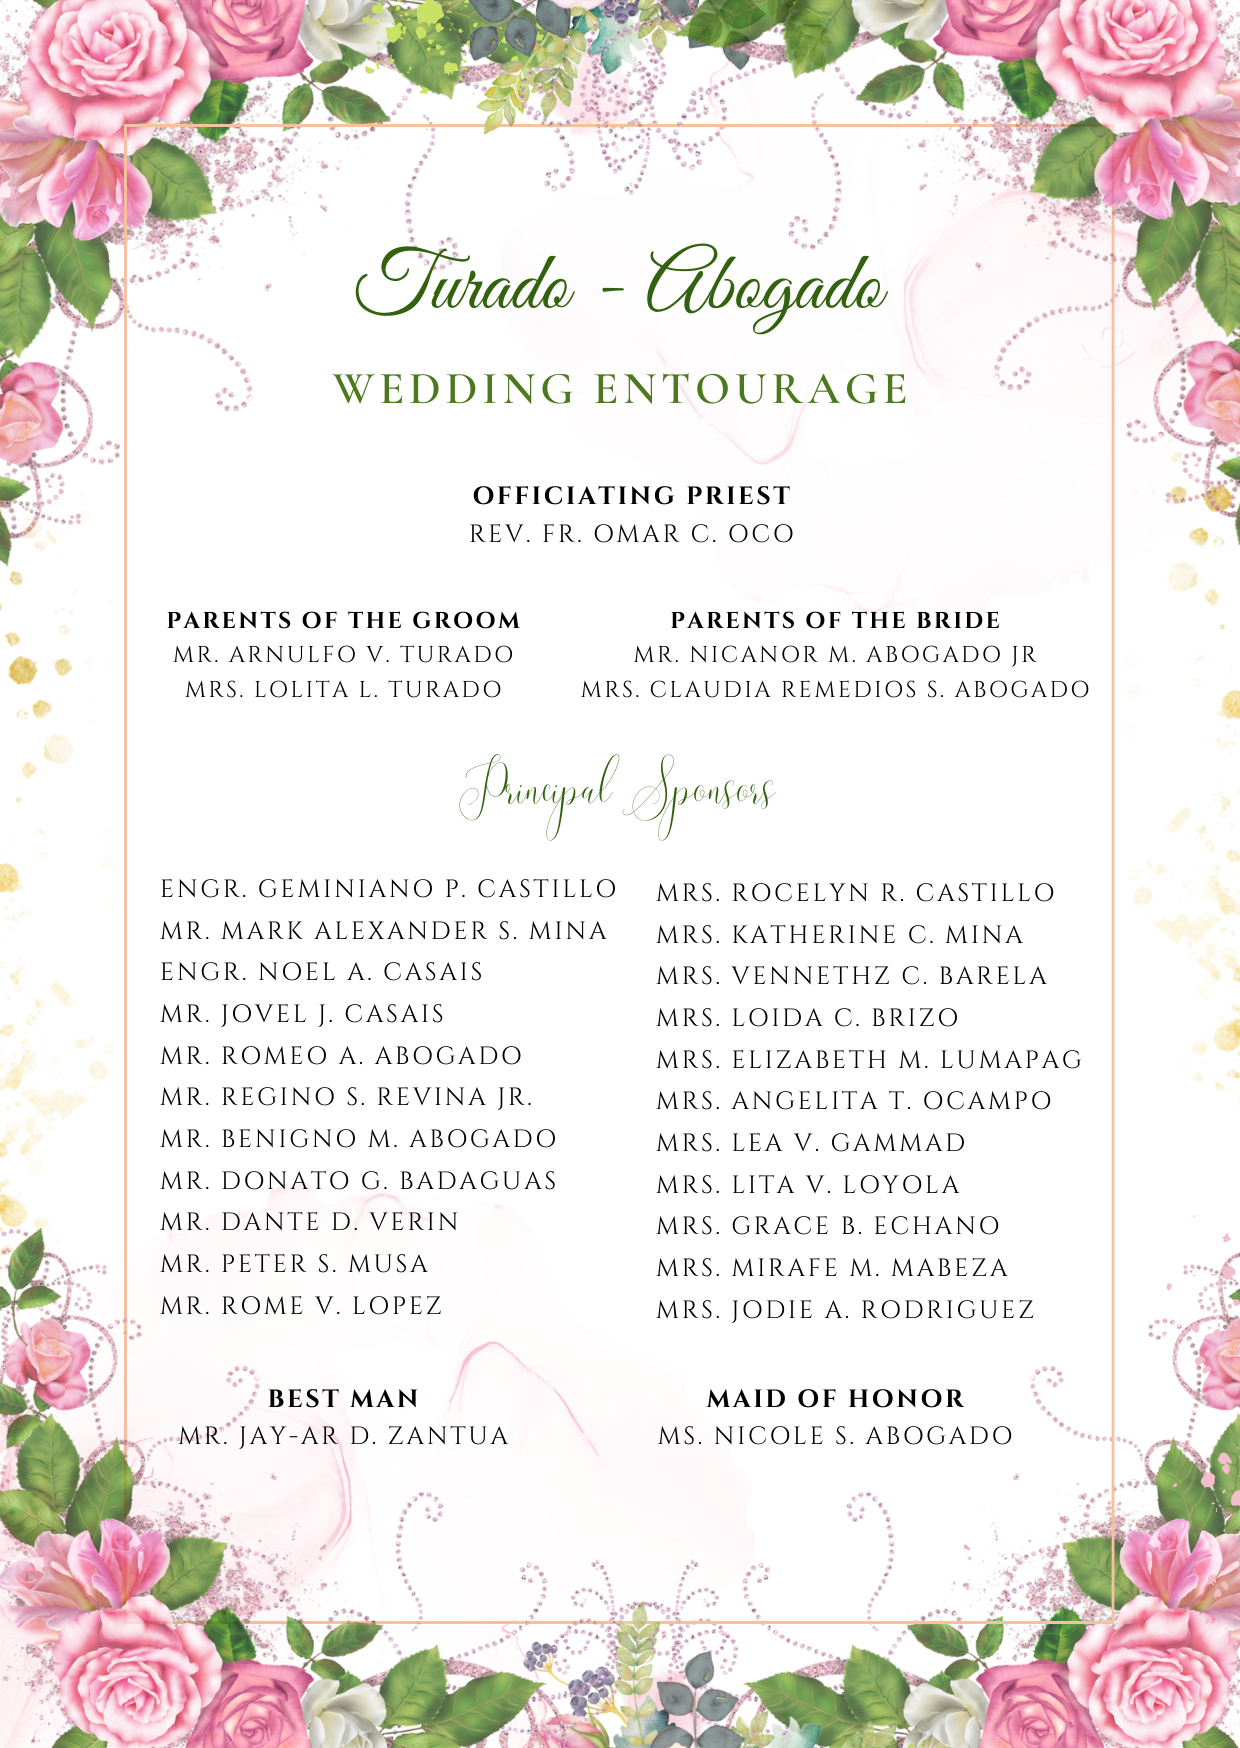 Turado - Abogado
WEDDING ENTOURAGE
OFFICIATING PRIEST
REV. FR. OMAR C. OCO
PARENTS OF THE GROOM
MR. ARNULFO V. TURADO
MRS. LOLITA L. TURADO
PARENTS OF THE BRIDE
MR. NICANOR M. ABOGADO JR
MRS. CLAUDIA REMEDIOS S. ABOGADO
Principal Sponsors
ENGR. GEMINIANO P. CASTILLO
MR. MARK ALEXANDER S. MINA
ENGR. NOEL A. CASAIS
MR. JOVEL J. CASAIS
MR. ROMEO A. ABOGADO
MR. REGINO S. REVINA JR.
MR. BENIGNO M. ABOGADO
MR. DONATO G. BADAGUAS
MR. DANTE D. VERIN
MR. PETER S. MUSA
MR. ROME V. LOPEZ
MRS. ROCELYN R. CASTILLO
MRS. KATHERINE C. MINA
MRS. VENNETHZ C. BARELA
MRS. LOIDA C. BRIZO
MRS. ELIZABETH M. LUMAPAG
MRS. ANGELITA T. OCAMPO
MRS. LEA V. GAMMAD
MRS. LITA V. LOYOLA
MRS. GRACE B. ECHANO
MRS. MIRAFE M. MABEZA
MRS. JODIE A. RODRIGUEZ
BEST MAN
MR. JAY-AR D. ZANTUA
MAID OF HONOR
MS. NICOLE S. ABOGADO